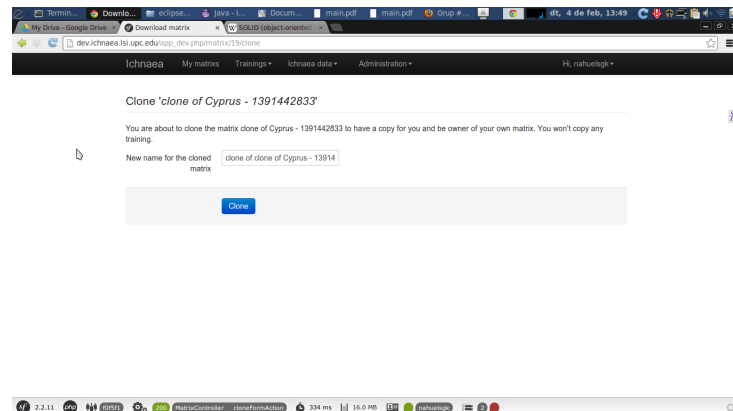 Termin... Downlo... eclipse... Java - I... Docum... main.pdf main.pdf Grup #... dt, 4 de feb, 13:49
My Drive - Google Drive × Download matrix × SOLID (object-oriented ×
dev.ichnaea.lsi.upc.edu/app_dev.php/matrix/19/clone
Ichnaea My matrixs Trainings Ichnaea data Administration Hi, nahuelsgk
Clone 'clone of Cyprus - 1391442833'
You are about to clone the matrix clone of Cyprus - 1391442833 to have a copy for you and be owner of your own matrix. You won't copy any
training.
New name for the cloned clone of clone of Cyprus - 13914
matrix
Clone
sf 2.2.11 php f0f5f1 200 MatrixController cloneFormAction 334 ms 16.0 MB nahuelsgk 2